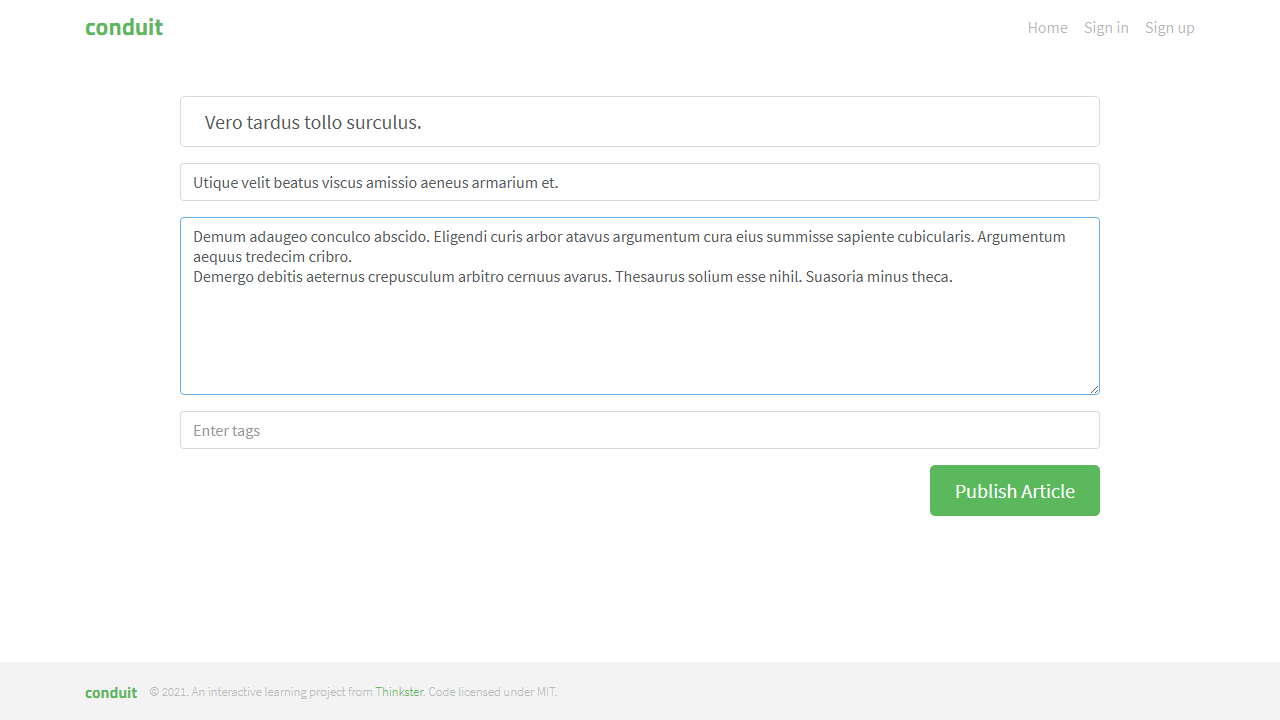 conduit
Home Sign in Sign up
Vero tardus tollo surculus.
Utique velit beatus viscus amissio aeneus armarium et.
Demum adaugeo conculco abscido. Eligendi curis arbor atavus argumentum cura eius summisse sapiente cubicularis. Argumentum
aequus tredecim cribro.
Demergo debitis aeternus crepusculum arbitro cernuus avarus. Thesaurus solium esse nihil. Suasoria minus theca.
Enter tags
Publish Article
conduit © 2021. An interactive learning project from Thinkster. Code licensed under MIT.